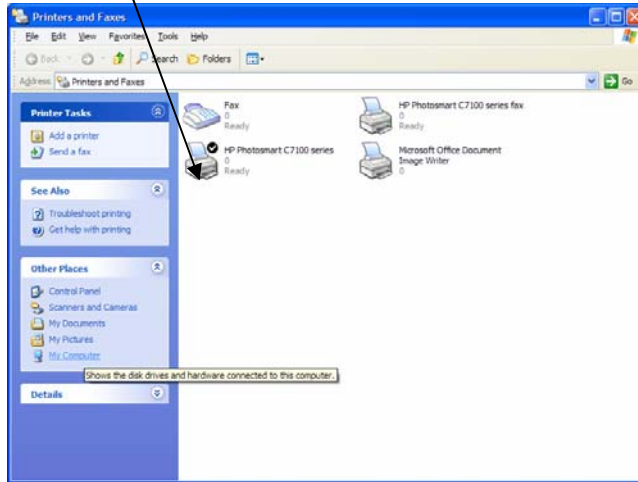 Printers and Faxes
File Edit View Favorites Tools Help
Back Search Folders
Address Printers and Faxes Go
Printer Tasks
Add a printer
Send a fax
See Also
Troubleshoot printing
Get help with printing
Other Places
Control Panel
Scanners and Cameras
My Documents
My Pictures
My Computer
Shows the disk drives and hardware connected to this computer.
Details
Fax
0
Ready
HP Photosmart C7100 series fax
0
Ready
HP Photosmart C7100 series
0
Ready
Microsoft Office Document
Image Writer
0